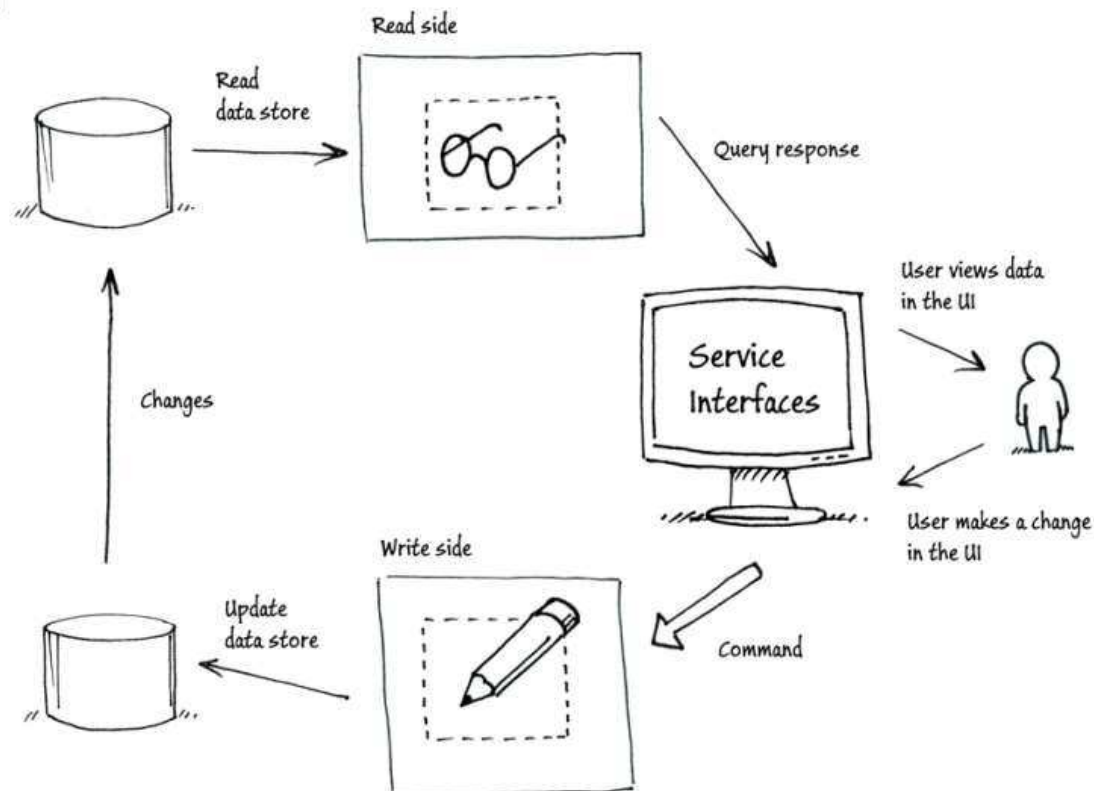 Read side
Read
data store
Query response
User views data
in the UI
Service
Interfaces
Changes
User makes a change
in the UI
Write side
Update
data store
Command